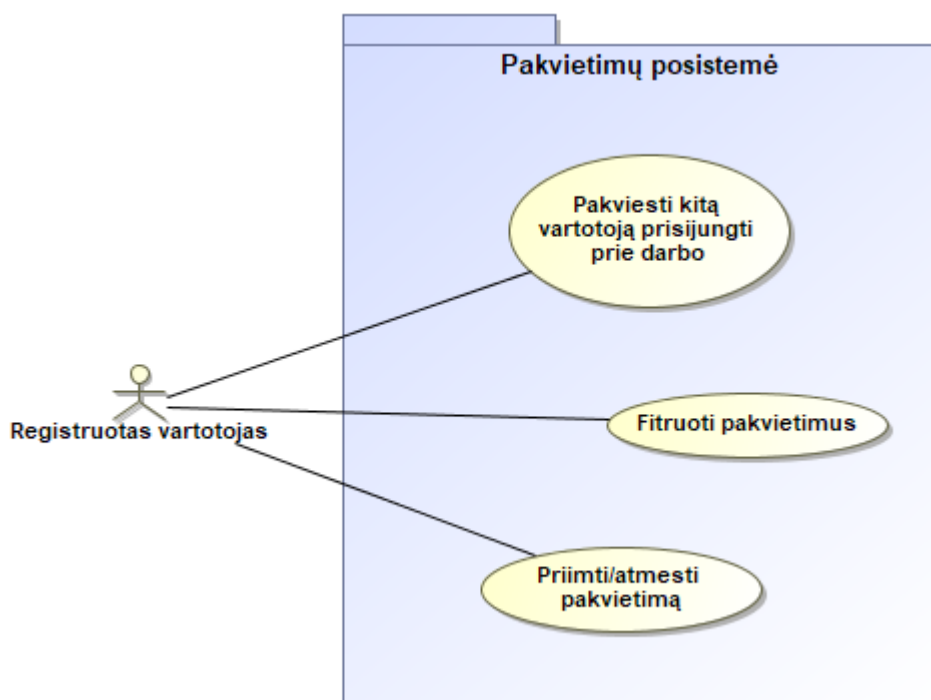 Pakvietimų posistemė
Pakviesti kitą
vartotoją prisijungti
prie darbo
Registruotas vartotojas
Fitruoti pakvietimus
Priimti/atmesti
pakvietimą